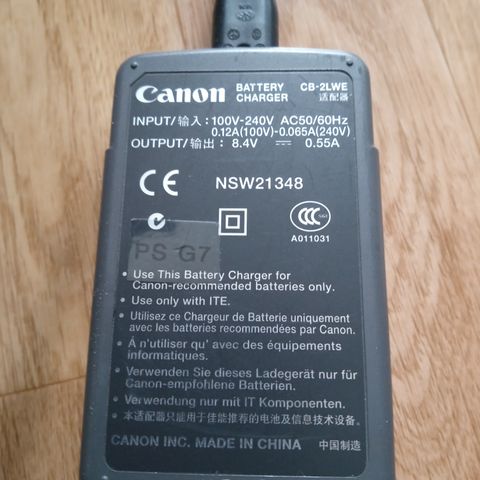 Canon BATTERY CHARGER CB-2LWE 适配器
INPUT/输入 : 100V-240V AC50/60Hz
0.12A(100V)-0.065A(240V)
OUTPUT/输出 : 8.4V ⎓ 0.55A
CE NSW21348
CCC
A011031
PS G7
• Use This Battery Charger for
Canon-recommended batteries only.
• Use only with ITE.
• Utilisez ce Chargeur de Batterie uniquement
avec les batteries recommandées par Canon.
• À n'utiliser qu' avec des équipements
informatiques.
• Verwenden Sie dieses Ladegerät nur für
Canon-empfohlene Batterien.
• Verwendung nur mit IT Komponenten.
• 本适配器只能用于佳能推荐的电池及信息技术设备。
CANON INC. MADE IN CHINA 中国制造